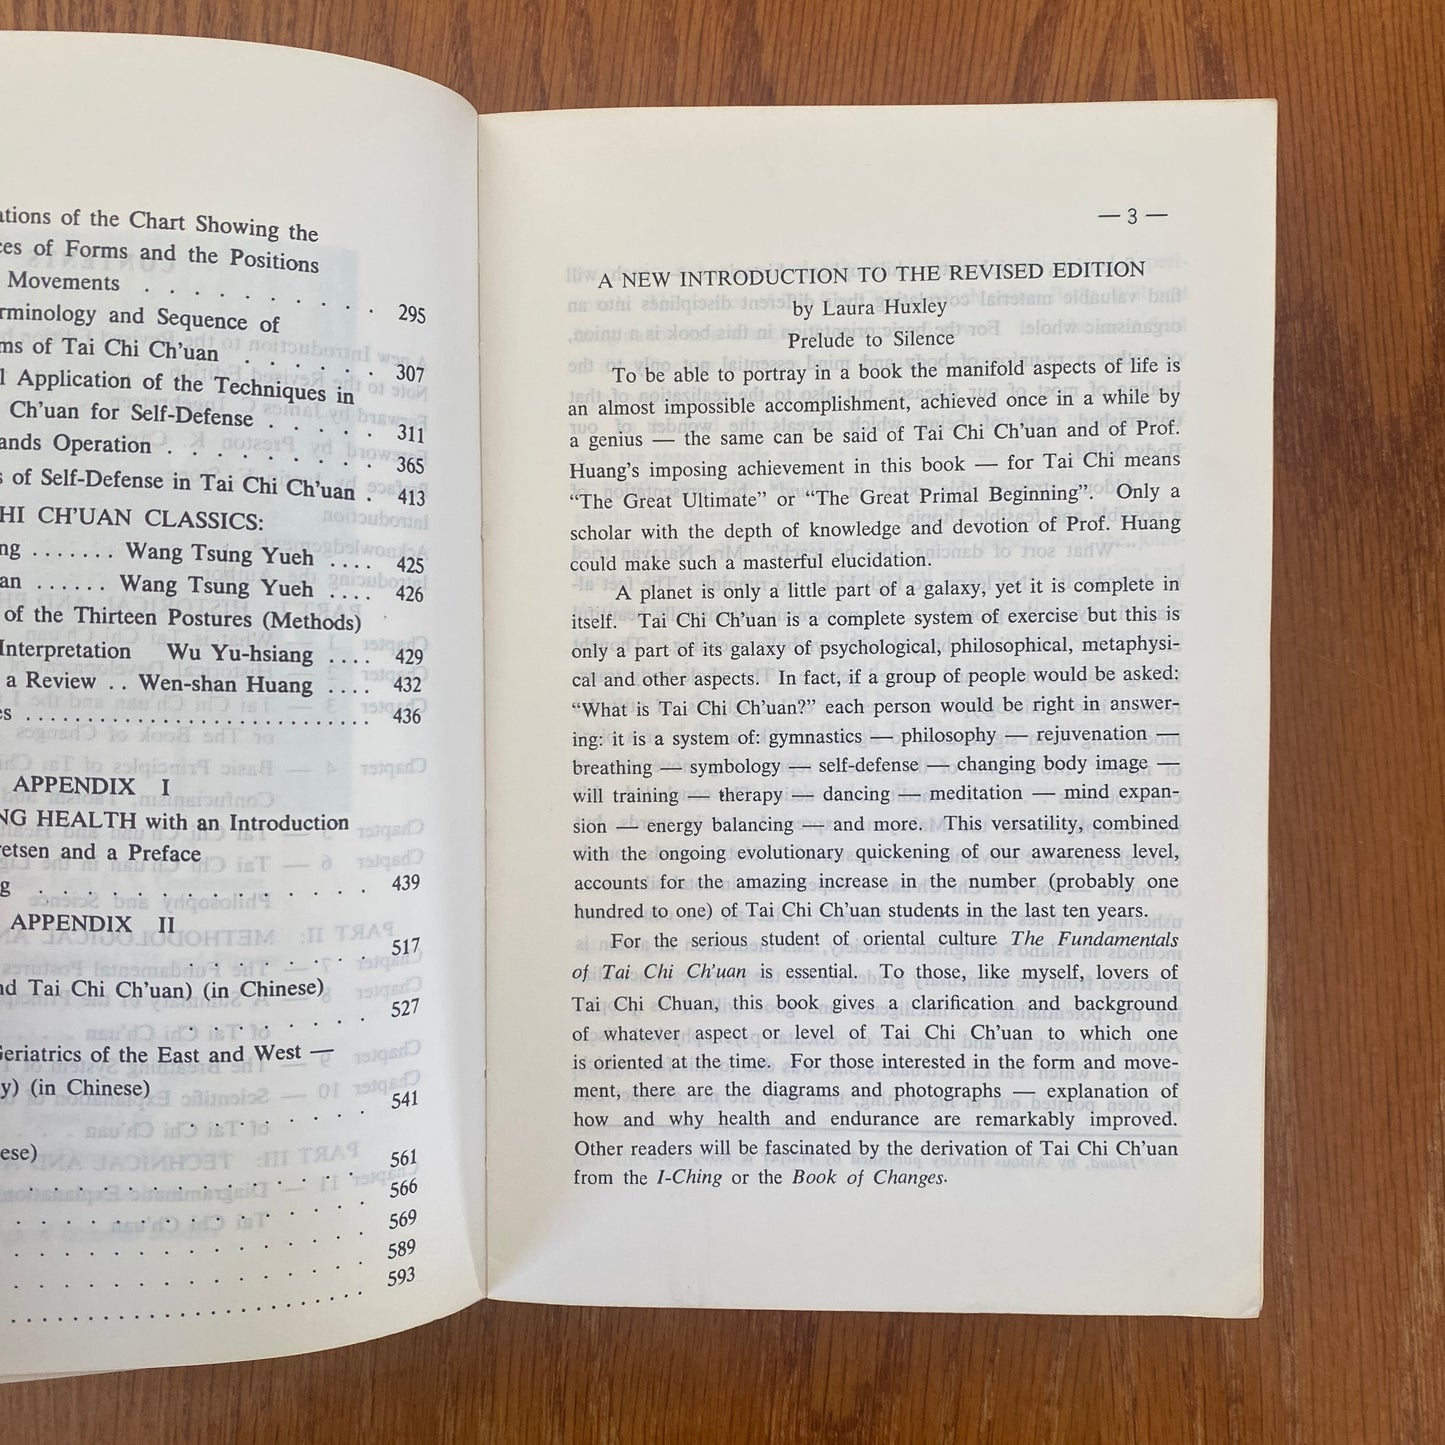 ations of the Chart Showing the
ces of Forms and the Positions
Movements . . . . . . . . . . 295
rminology and Sequence of
ms of Tai Chi Ch'uan . . . . . . 307
l Application of the Techniques in
Ch'uan for Self-Defense . . . . . 311
ands Operation . . . . . . . . . 365
s of Self-Defense in Tai Chi Ch'uan . 413
HI CH'UAN CLASSICS:
ng . . . . . . . Wang Tsung Yueh . . . . 425
an . . . . . . Wang Tsung Yueh . . . . 426
of the Thirteen Postures (Methods)
Interpretation Wu Yu-hsiang . . . . 429
a Review . . Wen-shan Huang . . . . 432
es . . . . . . . . . . . . . . . . . . . . . . . . . . . 436
APPENDIX I
NG HEALTH with an Introduction
retsen and a Preface
g . . . . . . . . . . . . . . 439
APPENDIX II
. . . . . . . 517
nd Tai Chi Ch'uan) (in Chinese)
. . . . . . . 527
Geriatrics of the East and West —
y) (in Chinese)
. . . . . . . 541
ese)
. . . . . . . . . . . . . . 561
. . . . . . . . . . . . . . 566
. . . . . . . . . . . . . . 569
. . . . . . . . . . . . . . 589
. . . . . . . . . . . . . . 593
— 3 —
A NEW INTRODUCTION TO THE REVISED EDITION
by Laura Huxley
Prelude to Silence
To be able to portray in a book the manifold aspects of life is
an almost impossible accomplishment, achieved once in a while by
a genius — the same can be said of Tai Chi Ch'uan and of Prof.
Huang's imposing achievement in this book — for Tai Chi means
“The Great Ultimate” or “The Great Primal Beginning”. Only a
scholar with the depth of knowledge and devotion of Prof. Huang
could make such a masterful elucidation.
A planet is only a little part of a galaxy, yet it is complete in
itself. Tai Chi Ch'uan is a complete system of exercise but this is
only a part of its galaxy of psychological, philosophical, metaphysi-
cal and other aspects. In fact, if a group of people would be asked:
“What is Tai Chi Ch'uan?” each person would be right in answer-
ing: it is a system of: gymnastics — philosophy — rejuvenation —
breathing — symbology — self-defense — changing body image —
will training — therapy — dancing — meditation — mind expan-
sion — energy balancing — and more. This versatility, combined
with the ongoing evolutionary quickening of our awareness level,
accounts for the amazing increase in the number (probably one
hundred to one) of Tai Chi Ch'uan students in the last ten years.
For the serious student of oriental culture The Fundamentals
of Tai Chi Ch'uan is essential. To those, like myself, lovers of
Tai Chi Chuan, this book gives a clarification and background
of whatever aspect or level of Tai Chi Ch'uan to which one
is oriented at the time. For those interested in the form and move-
ment, there are the diagrams and photographs — explanation of
how and why health and endurance are remarkably improved.
Other readers will be fascinated by the derivation of Tai Chi Ch'uan
from the I-Ching or the Book of Changes.